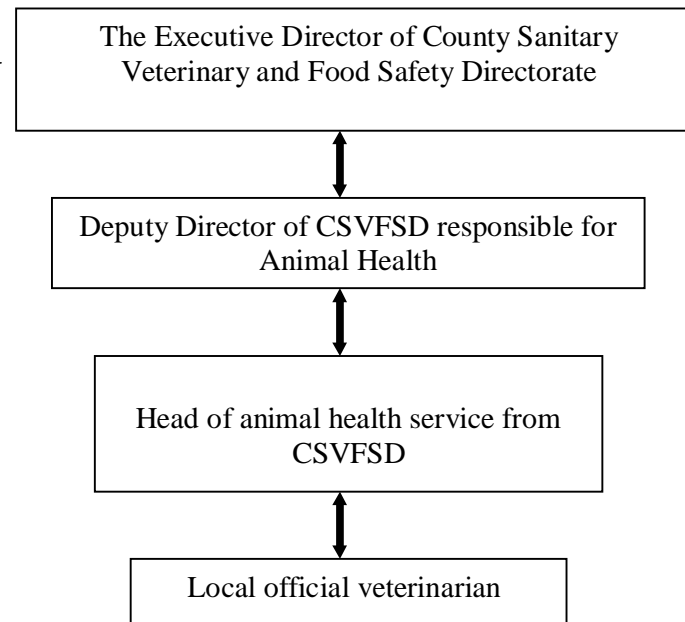 The Executive Director of County Sanitary
Veterinary and Food Safety Directorate
Deputy Director of CSVFSD responsible for
Animal Health
Head of animal health service from
CSVFSD
Local official veterinarian